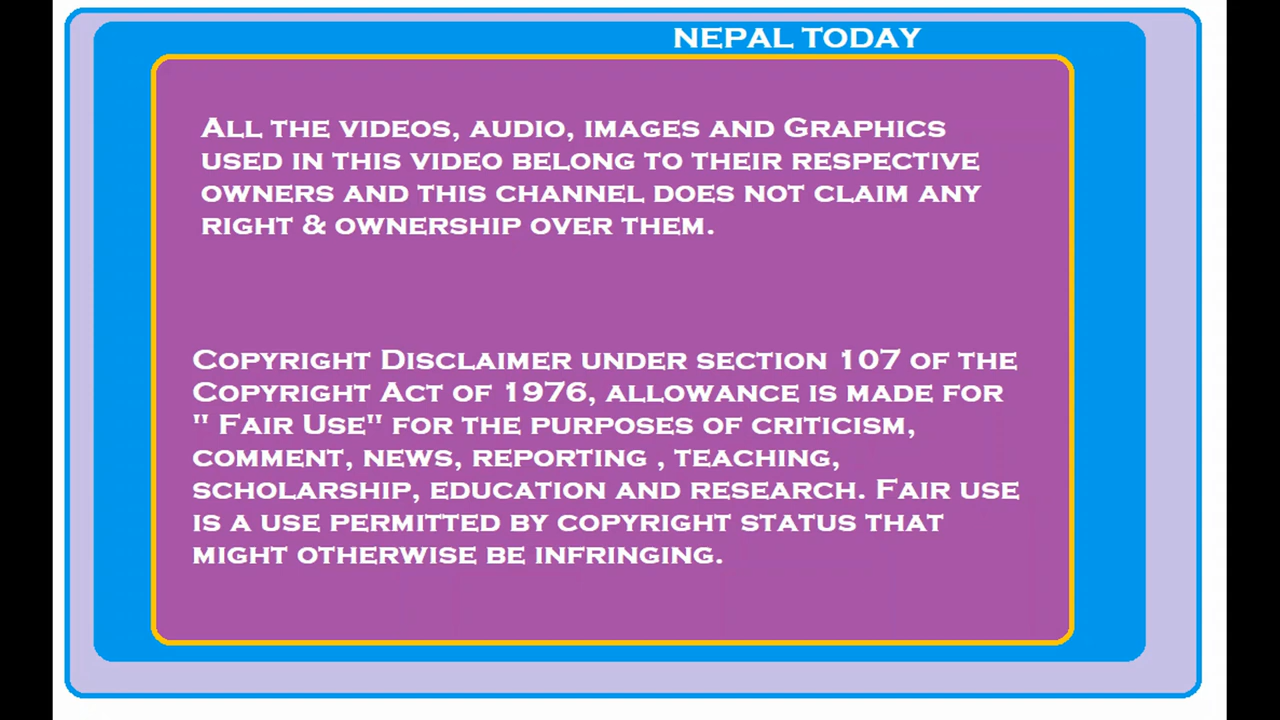 NEPAL TODAY
ALL THE VIDEOS, AUDIO, IMAGES AND GRAPHICS
USED IN THIS VIDEO BELONG TO THEIR RESPECTIVE
OWNERS AND THIS CHANNEL DOES NOT CLAIM ANY
RIGHT & OWNERSHIP OVER THEM.
COPYRIGHT DISCLAIMER UNDER SECTION 107 OF THE
COPYRIGHT ACT OF 1976, ALLOWANCE IS MADE FOR
" FAIR USE" FOR THE PURPOSES OF CRITICISM,
COMMENT, NEWS, REPORTING , TEACHING,
SCHOLARSHIP, EDUCATION AND RESEARCH. FAIR USE
IS A USE PERMITTED BY COPYRIGHT STATUS THAT
MIGHT OTHERWISE BE INFRINGING.